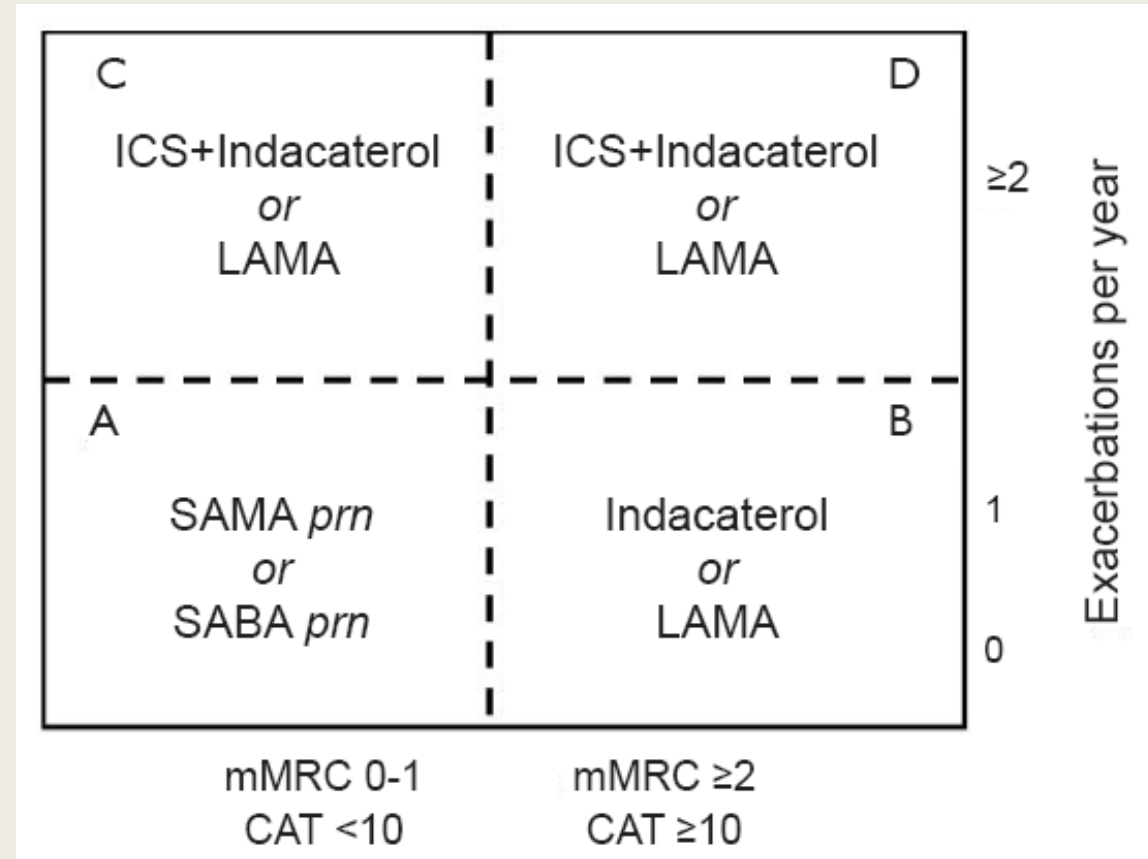 C
ICS+Indacaterol
or
LAMA
D
ICS+Indacaterol
or
LAMA
≥2
A
SAMA prn
or
SABA prn
B
Indacaterol
or
LAMA
1
0
Exacerbations per year
mMRC 0-1
CAT <10
mMRC ≥2
CAT ≥10